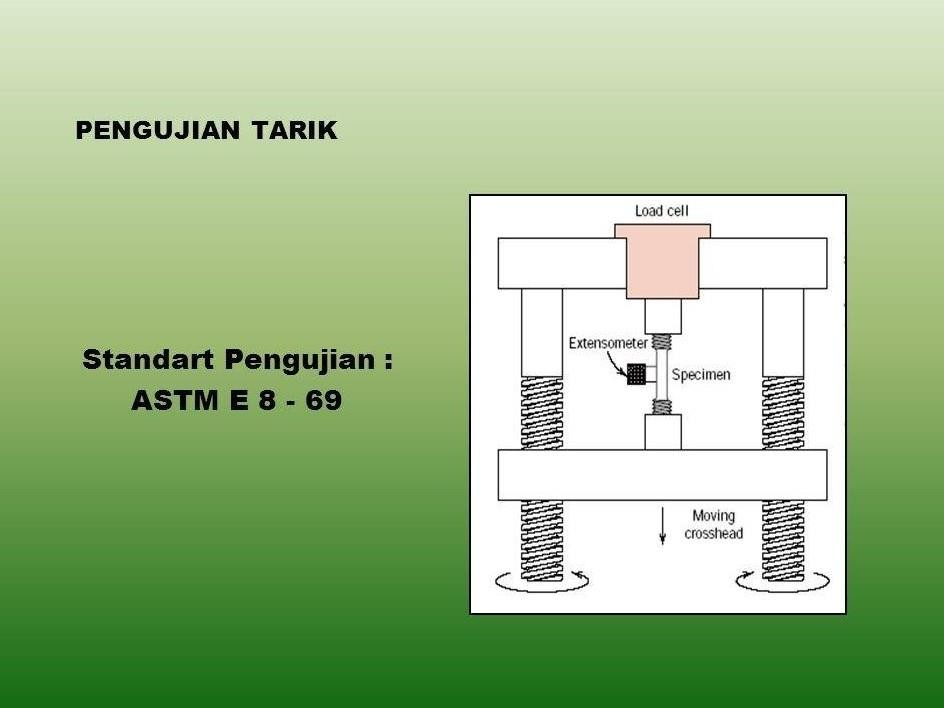 PENGUJIAN TARIK
Standart Pengujian :
ASTM E 8 - 69
Load cell
Extensometer
Specimen
Moving
crosshead